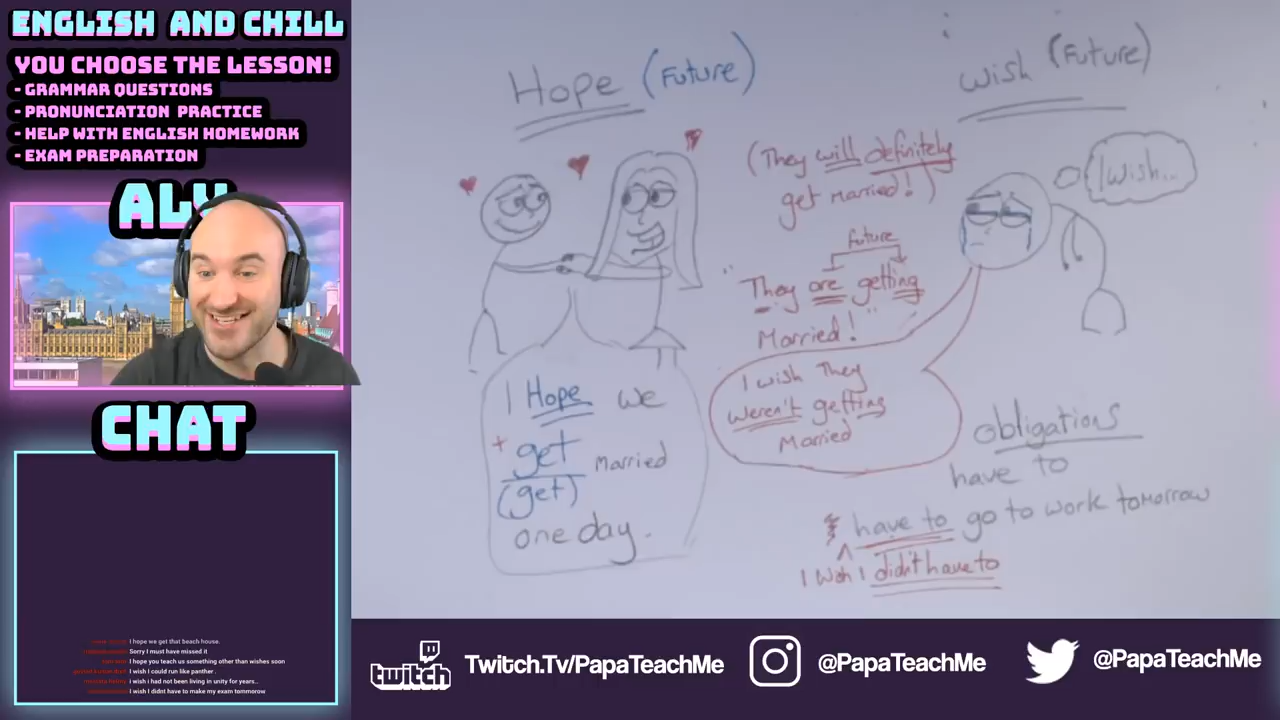 ENGLISH AND CHILL
YOU CHOOSE THE LESSON!
- GRAMMAR QUESTIONS
- PRONUNCIATION PRACTICE
- HELP WITH ENGLISH HOMEWORK
- EXAM PREPARATION
ALY
CHAT
I hope we get that beach house.
Sorry I must have missed it
I hope you teach us something other than wishes soon
I wish i could run like panther .
i wish i had not been living in unity for years...
I wish I didnt have to make my exam tommorow
Hope (Future)
I Hope we
+ get married
(get)
one day.
(They will definitely
get married!)
future
"They are getting
Married!"
I wish They
weren't getting
Married
wish (Future)
I wish...
obligations
have to
have to go to work tomorrow
I wish I didn't have to
twitch
Twitch.Tv/PapaTeachMe
@PapaTeachMe
@PapaTeachMe